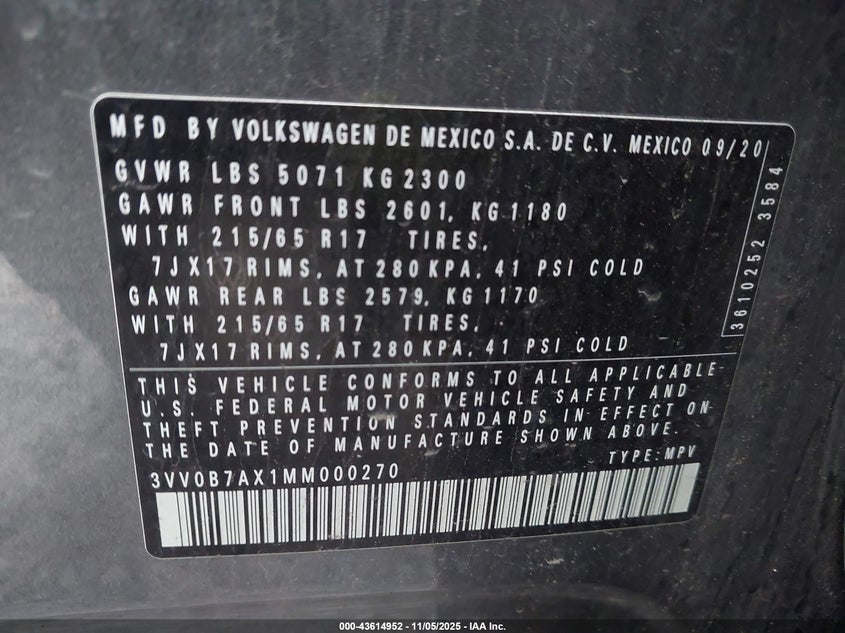 MFD BY VOLKSWAGEN DE MEXICO S.A. DE C.V. MEXICO 09/20
GVWR LBS 5071 KG 2300
GAWR FRONT LBS 2601, KG 1180
WITH 215/65 R17 TIRES,
7JX17 RIMS, AT 280 KPA, 41 PSI COLD
GAWR REAR LBS 2579, KG 1170
WITH 215/65 R17 TIRES,
7JX17 RIMS, AT 280 KPA, 41 PSI COLD
3610252 3584
THIS VEHICLE CONFORMS TO ALL APPLICABLE
U.S. FEDERAL MOTOR VEHICLE SAFETY AND
THEFT PREVENTION STANDARDS IN EFFECT ON
THE DATE OF MANUFACTURE SHOWN ABOVE.
TYPE: MPV
3VV0B7AX1MM000270
000-43614952 - 11/05/2025 - IAA Inc.